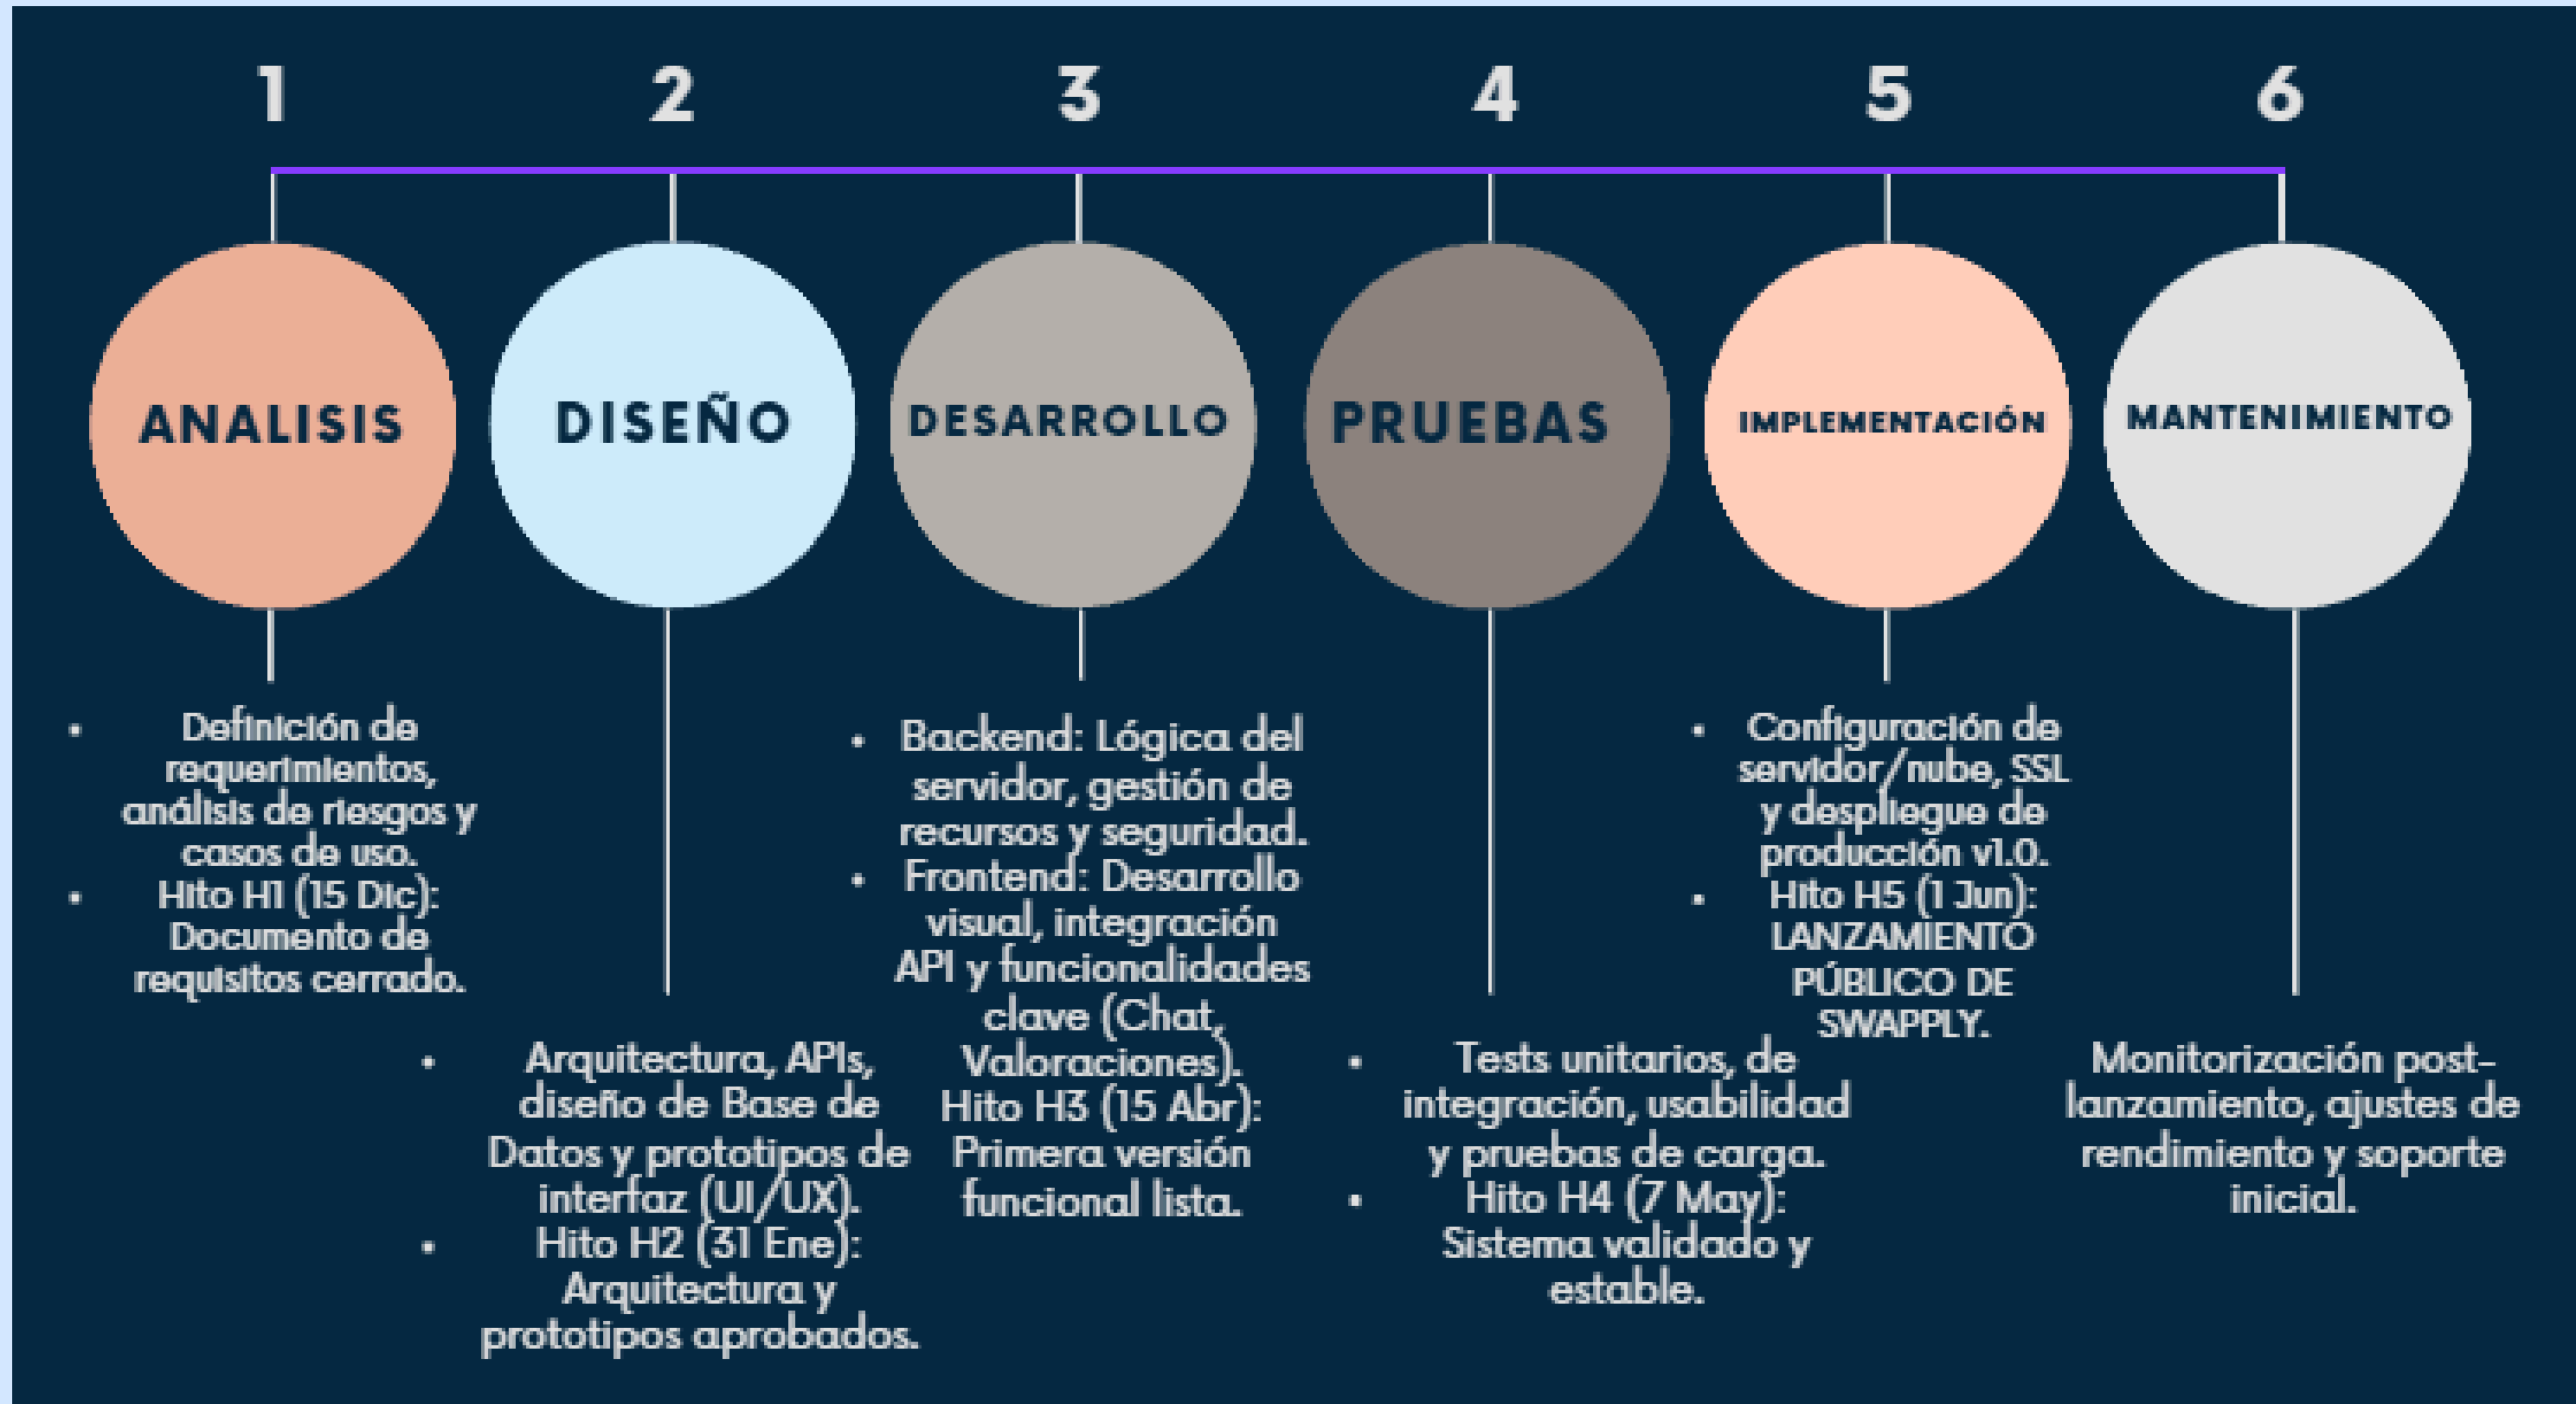 1
2
3
4
5
6
ANALISIS
DISEÑO
DESARROLLO
PRUEBAS
IMPLEMENTACIÓN
MANTENIMIENTO
• Definición de
requerimientos,
análisis de riesgos y
casos de uso.
• Hito H1 (15 Dic):
Documento de
requisitos cerrado.
• Arquitectura, APIs,
diseño de Base de
Datos y prototipos de
interfaz (UI/UX).
• Hito H2 (31 Ene):
Arquitectura y
prototipos aprobados.
• Backend: Lógica del
servidor, gestión de
recursos y seguridad.
• Frontend: Desarrollo
visual, integración
API y funcionalidades
clave (Chat,
Valoraciones).
Hito H3 (15 Abr):
Primera versión
funcional lista.
• Tests unitarios, de
integración, usabilidad
y pruebas de carga.
• Hito H4 (7 May):
Sistema validado y
estable.
• Configuración de
servidor/nube, SSL
y despliegue de
producción v1.0.
• Hito H5 (1 Jun):
LANZAMIENTO
PÚBLICO DE
SWAPPLY.
Monitorización post-
lanzamiento, ajustes de
rendimiento y soporte
inicial.